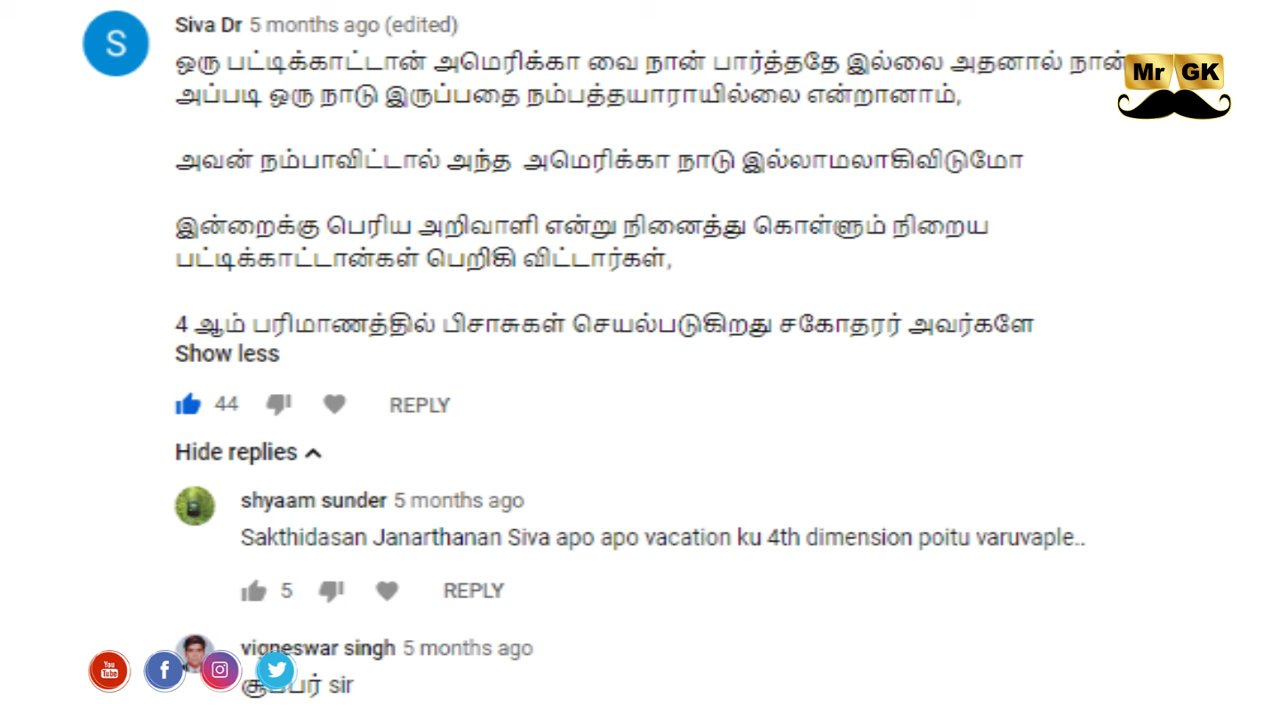 Siva Dr 5 months ago (edited)
ஒரு பட்டிக்காட்டான் அமெரிக்கா வை நான் பார்த்ததே இல்லை அதனால் நான்
அப்படி ஒரு நாடு இருப்பதை நம்பத்தயாராயில்லை என்றானாம்,
அவன் நம்பாவிட்டால் அந்த அமெரிக்கா நாடு இல்லாமலாகிவிடுமோ
இன்றைக்கு பெரிய அறிவாளி என்று நினைத்து கொள்ளும் நிறைய
பட்டிக்காட்டான்கள் பெறிகி விட்டார்கள்,
4 ஆம் பரிமாணத்தில் பிசாசுகள் செயல்படுகிறது சகோதரர் அவர்களே
Show less
44 REPLY
Hide replies
shyaam sunder 5 months ago
Sakthidasan Janarthanan Siva apo apo vacation ku 4th dimension poitu varuvaple..
5 REPLY
vigneswar singh 5 months ago
சூப்பர் sir
S
Mr GK
You Tube